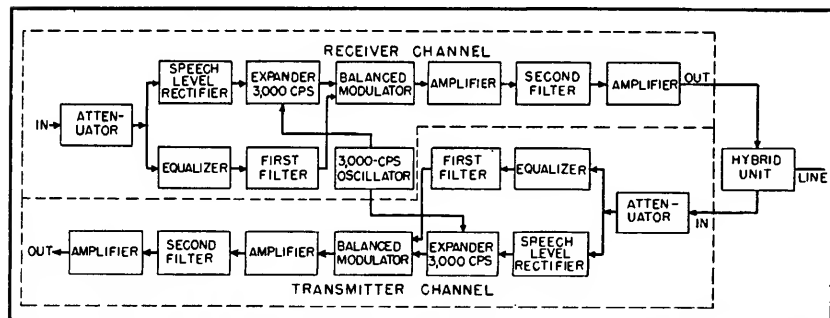 RECEIVER CHANNEL
IN
ATTEN-
UATOR
SPEECH
LEVEL
RECTIFIER
EXPANDER
3,000 CPS
BALANCED
MODULATOR
AMPLIFIER
SECOND
FILTER
AMPLIFIER
OUT
EQUALIZER
FIRST
FILTER
3,000-CPS
OSCILLATOR
FIRST
FILTER
EQUALIZER
ATTEN-
UATOR
IN
HYBRID
UNIT
LINE
OUT
AMPLIFIER
SECOND
FILTER
AMPLIFIER
BALANCED
MODULATOR
EXPANDER
3,000 CPS
SPEECH
LEVEL
RECTIFIER
TRANSMITTER CHANNEL